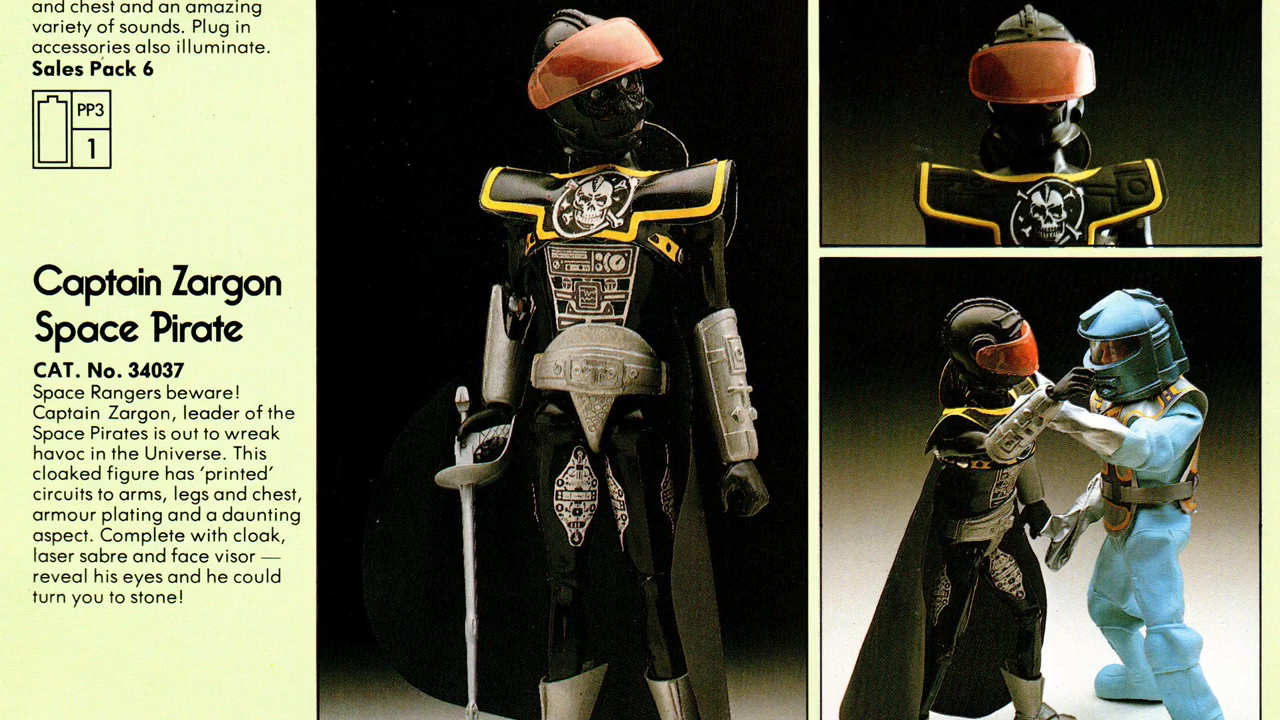 and chest and an amazing
variety of sounds. Plug in
accessories also illuminate.
Sales Pack 6
PP3
1
Captain Zargon
Space Pirate
CAT. No. 34037
Space Rangers beware!
Captain Zargon, leader of the
Space Pirates is out to wreak
havoc in the Universe. This
cloaked figure has ‘printed’
circuits to arms, legs and chest,
armour plating and a daunting
aspect. Complete with cloak,
laser sabre and face visor —
reveal his eyes and he could
turn you to stone!